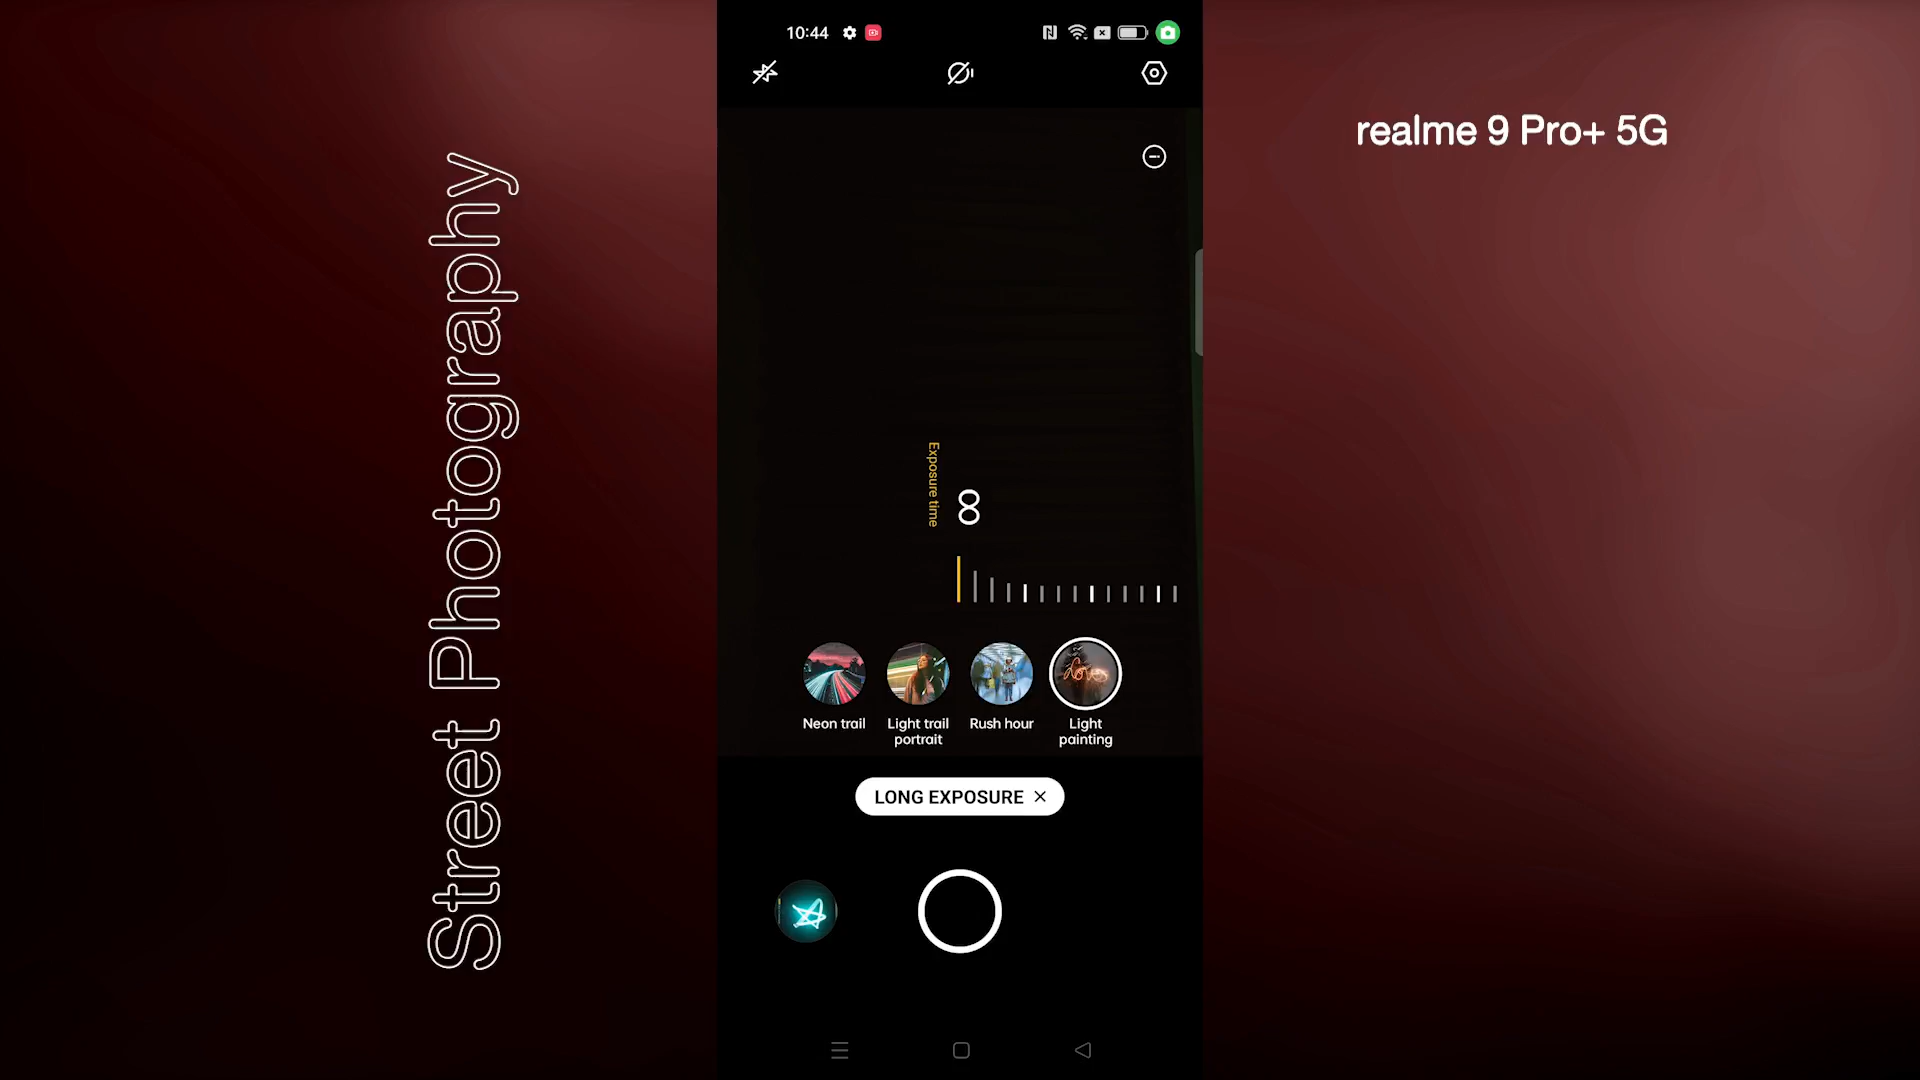 10:44
realme 9 Pro+ 5G
Street Photography
Exposure time
∞
Neon trail
Light trail
portrait
Rush hour
Light
painting
LONG EXPOSURE ×